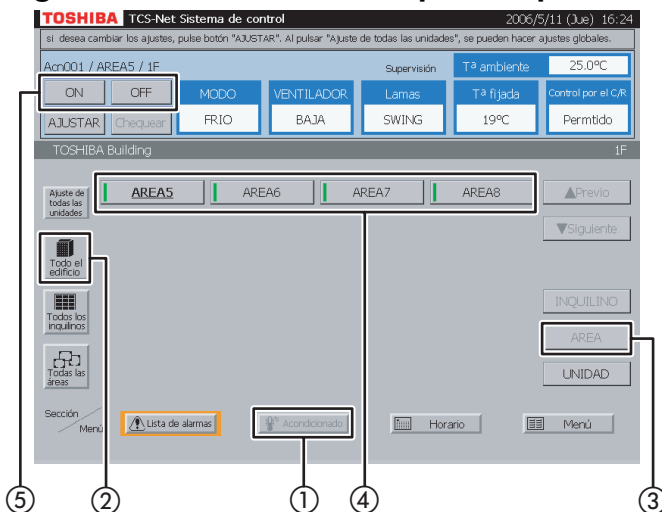 TOSHIBA TCS-Net Sistema de control 2006/5/11 (Jue) 16:24
si desea cambiar los ajustes, pulse botón "AJUSTAR". Al pulsar "Ajuste de todas las unidades", se pueden hacer ajustes globales.
Acn001 / AREA5 / 1F Supervisión Tª ambiente 25.0ºC
ON OFF MODO VENTILADOR Lamas Tª fijada Control por el C/R
AJUSTAR Chequear FRIO BAJA SWING 19ºC Permtido
TOSHIBA Building 1F
Ajuste de
todas las
unidades
AREA5 AREA6 AREA7 AREA8 ▲Previo
▼Siguiente
Todo el
edificio
Todos los
inquilinos
INQUILINO
AREA
Todas las
áreas
UNIDAD
Sección
Menú
Lista de alarmas Acondicionado Horario Menú
⑤ ② ① ④ ③